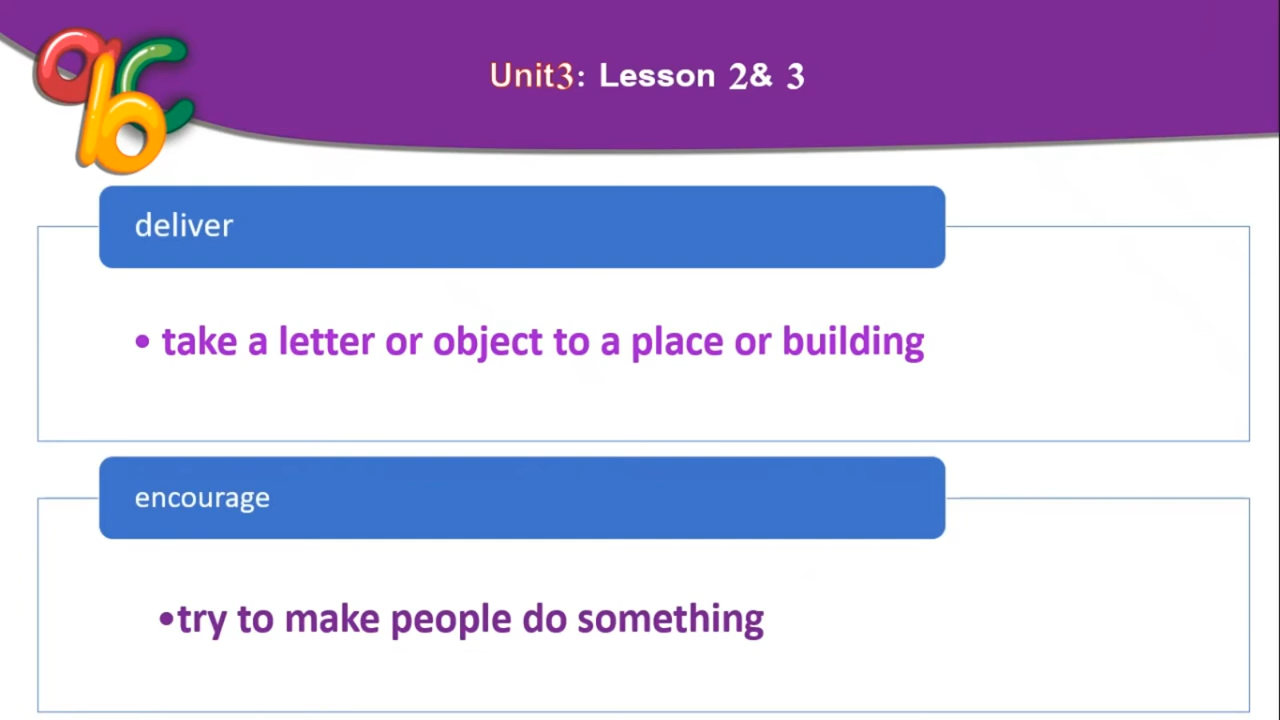 abc
Unit3: Lesson 2& 3
deliver
• take a letter or object to a place or building
encourage
•try to make people do something